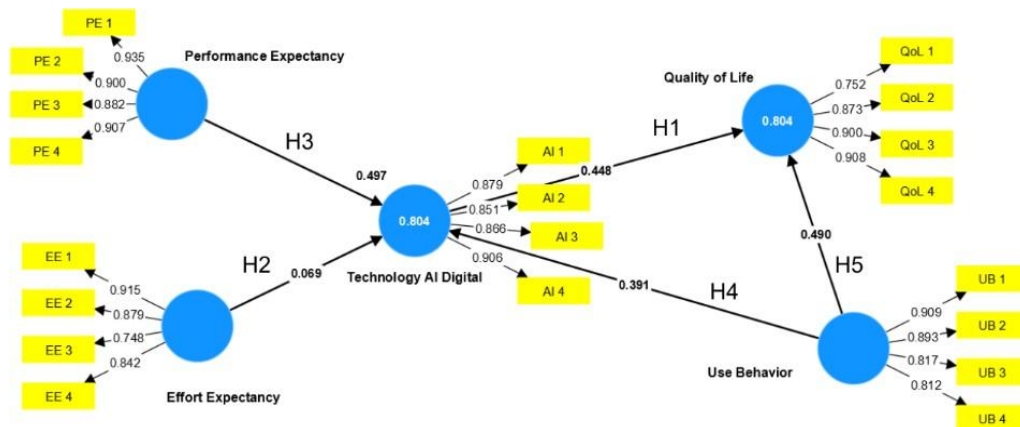 PE 1
PE 2
PE 3
PE 4
0.935
0.900
0.882
0.907
Performance Expectancy
H3
0.497
EE 1
EE 2
EE 3
EE 4
0.915
0.879
0.748
0.842
Effort Expectancy
H2
0.069
0.804
Technology AI Digital
0.879
0.851
0.866
0.906
AI 1
AI 2
AI 3
AI 4
H1
0.448
Quality of Life
0.804
0.752
0.873
0.900
0.908
QoL 1
QoL 2
QoL 3
QoL 4
H5
0.490
H4
0.391
Use Behavior
0.909
0.893
0.817
0.812
UB 1
UB 2
UB 3
UB 4